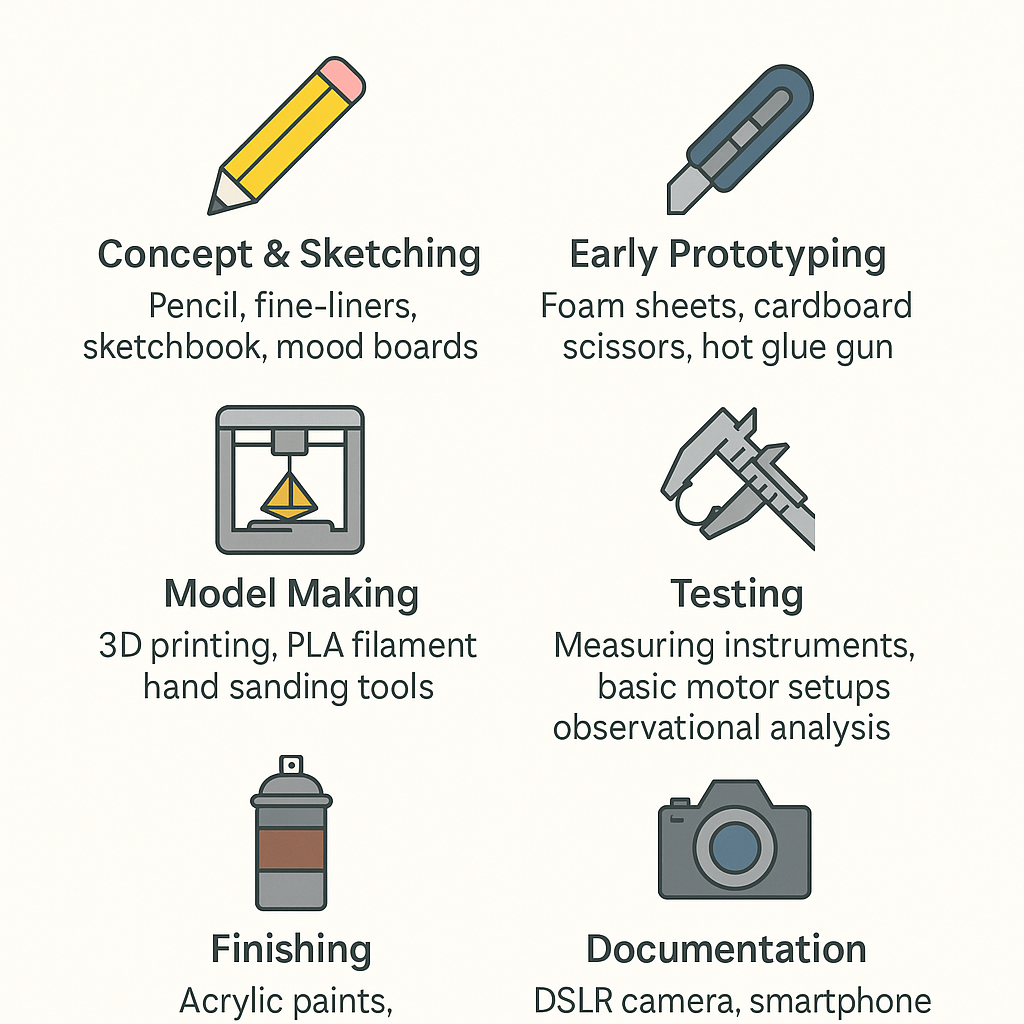 Concept & Sketching
Pencil, fine-liners,
sketchbook, mood boards
Early Prototyping
Foam sheets, cardboard
scissors, hot glue gun
Model Making
3D printing, PLA filament
hand sanding tools
Testing
Measuring instruments,
basic motor setups
observational analysis
Finishing
Acrylic paints,
Documentation
DSLR camera, smartphone